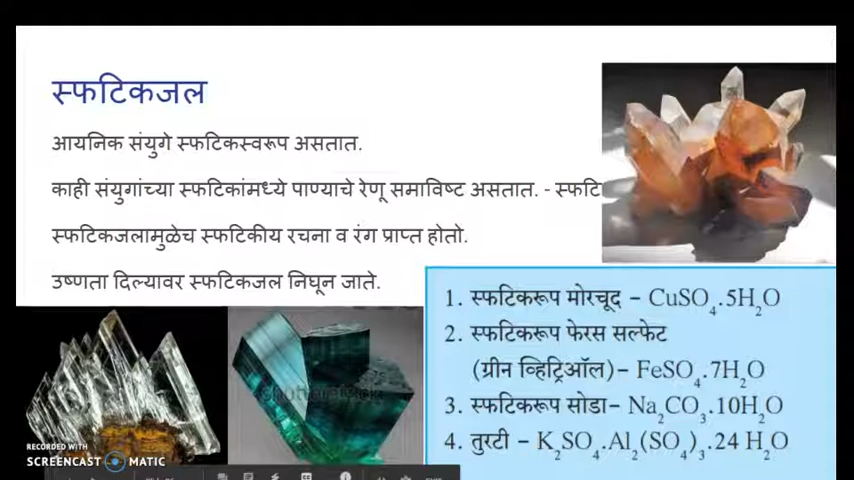 स्फटिकजल
आयनिक संयुगे स्फटिकस्वरूप असतात.
काही संयुगांच्या स्फटिकांमध्ये पाण्याचे रेणू समाविष्ट असतात. - स्फटि
स्फटिकजलामुळेच स्फटिकीय रचना व रंग प्राप्त होतो.
उष्णता दिल्यावर स्फटिकजल निघून जाते.
1. स्फटिकरूप मोरचूद – CuSO₄.5H₂O
2. स्फटिकरूप फेरस सल्फेट
(ग्रीन व्हिट्रिऑल)– FeSO₄.7H₂O
3. स्फटिकरूप सोडा– Na₂CO₃.10H₂O
4. तुरटी – K₂SO₄.Al₂(SO₄)₃.24 H₂O
RECORDED WITH
SCREENCAST MATIC